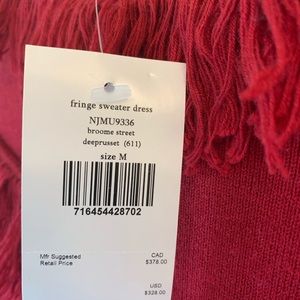 fringe sweater dress
NJMU9336
broome street
deeprusset (611)
size M
716454428702
Mfr Suggested
Retail Price
CAD
$378.00
USD
$328.00